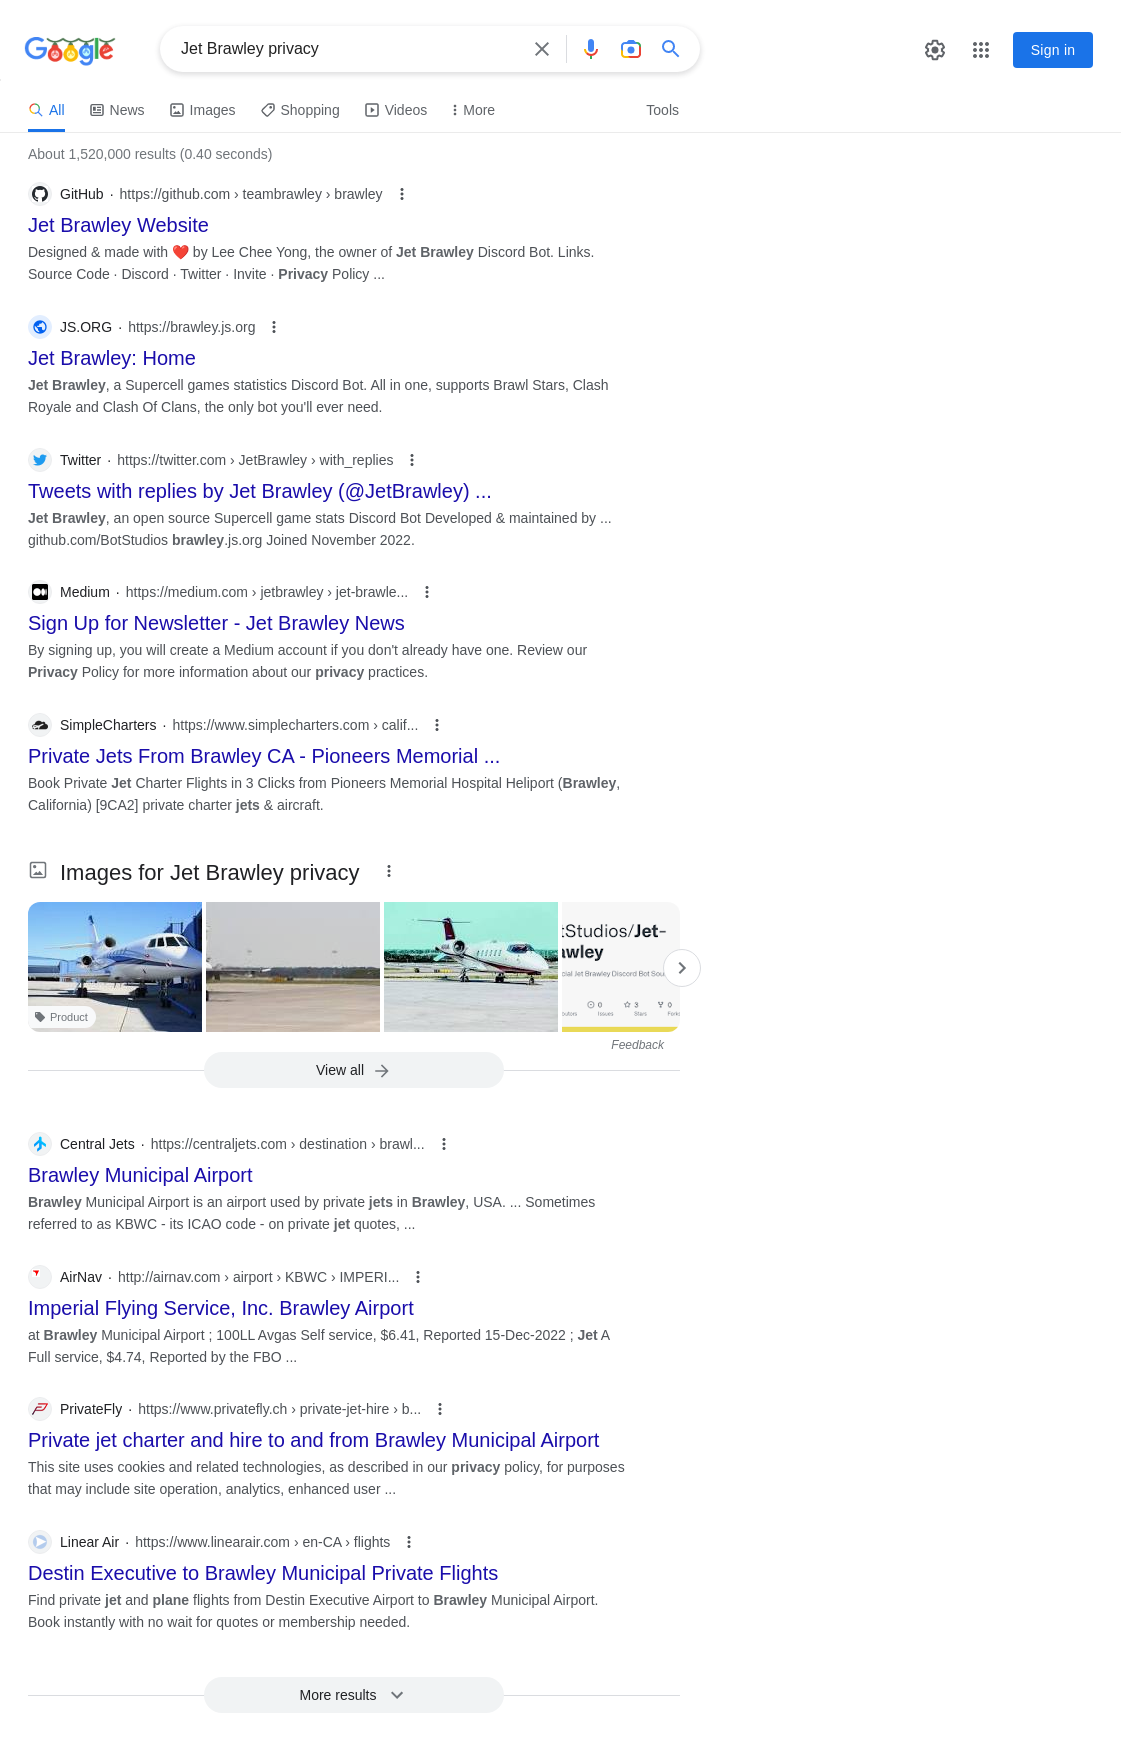 Google
Jet Brawley privacy
Sign in
All
News
Images
Shopping
Videos
More
Tools
About 1,520,000 results (0.40 seconds)
GitHub · https://github.com › teambrawley › brawley
Jet Brawley Website
Designed & made with ❤️ by Lee Chee Yong, the owner of Jet Brawley Discord Bot. Links.
Source Code · Discord · Twitter · Invite · Privacy Policy ...
JS.ORG · https://brawley.js.org
Jet Brawley: Home
Jet Brawley, a Supercell games statistics Discord Bot. All in one, supports Brawl Stars, Clash
Royale and Clash Of Clans, the only bot you'll ever need.
Twitter · https://twitter.com › JetBrawley › with_replies
Tweets with replies by Jet Brawley (@JetBrawley) ...
Jet Brawley, an open source Supercell game stats Discord Bot Developed & maintained by ...
github.com/BotStudios brawley.js.org Joined November 2022.
Medium · https://medium.com › jetbrawley › jet-brawle...
Sign Up for Newsletter - Jet Brawley News
By signing up, you will create a Medium account if you don't already have one. Review our
Privacy Policy for more information about our privacy practices.
SimpleCharters · https://www.simplecharters.com › calif...
Private Jets From Brawley CA - Pioneers Memorial ...
Book Private Jet Charter Flights in 3 Clicks from Pioneers Memorial Hospital Heliport (Brawley,
California) [9CA2] private charter jets & aircraft.
Images for Jet Brawley privacy
tStudios/Jet-
awley
cial Jet Brawley Discord Bot Sou
0
3
0
Issues
Stars
Forks
Product
Feedback
View all
Central Jets · https://centraljets.com › destination › brawl...
Brawley Municipal Airport
Brawley Municipal Airport is an airport used by private jets in Brawley, USA. ... Sometimes
referred to as KBWC - its ICAO code - on private jet quotes, ...
AirNav · http://airnav.com › airport › KBWC › IMPERI...
Imperial Flying Service, Inc. Brawley Airport
at Brawley Municipal Airport ; 100LL Avgas Self service, $6.41, Reported 15-Dec-2022 ; Jet A
Full service, $4.74, Reported by the FBO ...
PrivateFly · https://www.privatefly.ch › private-jet-hire › b...
Private jet charter and hire to and from Brawley Municipal Airport
This site uses cookies and related technologies, as described in our privacy policy, for purposes
that may include site operation, analytics, enhanced user ...
Linear Air · https://www.linearair.com › en-CA › flights
Destin Executive to Brawley Municipal Private Flights
Find private jet and plane flights from Destin Executive Airport to Brawley Municipal Airport.
Book instantly with no wait for quotes or membership needed.
More results